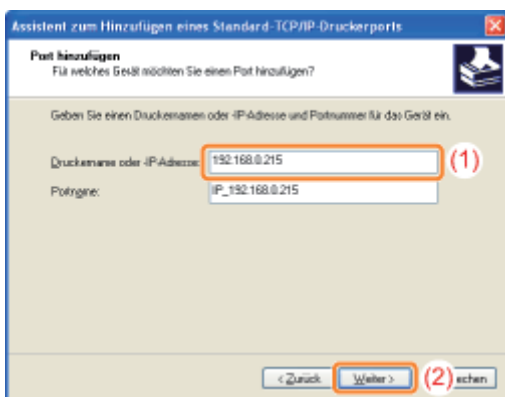 Assistent zum Hinzufügen eines Standard-TCP/IP-Druckerports
Port hinzufügen
Für welches Gerät möchten Sie einen Port hinzufügen?
Geben Sie einen Druckernamen oder -IP-Adresse und Portnummer für das Gerät ein.
Druckername oder -IP-Adresse: 192.168.0.215 (1)
Portname: IP_192.168.0.215
< Zurück Weiter > (2) echen